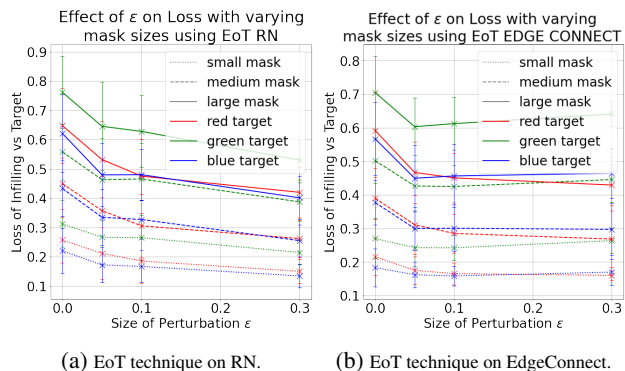 Effect of ε on Loss with varying
mask sizes using EoT RN
Loss of Infilling vs Target
0.9
0.8
0.7
0.6
0.5
0.4
0.3
0.2
0.1
small mask
medium mask
large mask
red target
green target
blue target
0.0
0.1
0.2
0.3
Size of Perturbation ε
(a) EoT technique on RN.
Effect of ε on Loss with varying
mask sizes using EoT EDGE CONNECT
Loss of Infilling vs Target
0.9
0.8
0.7
0.6
0.5
0.4
0.3
0.2
0.1
small mask
medium mask
large mask
red target
green target
blue target
0.0
0.1
0.2
0.3
Size of Perturbation ε
(b) EoT technique on EdgeConnect.